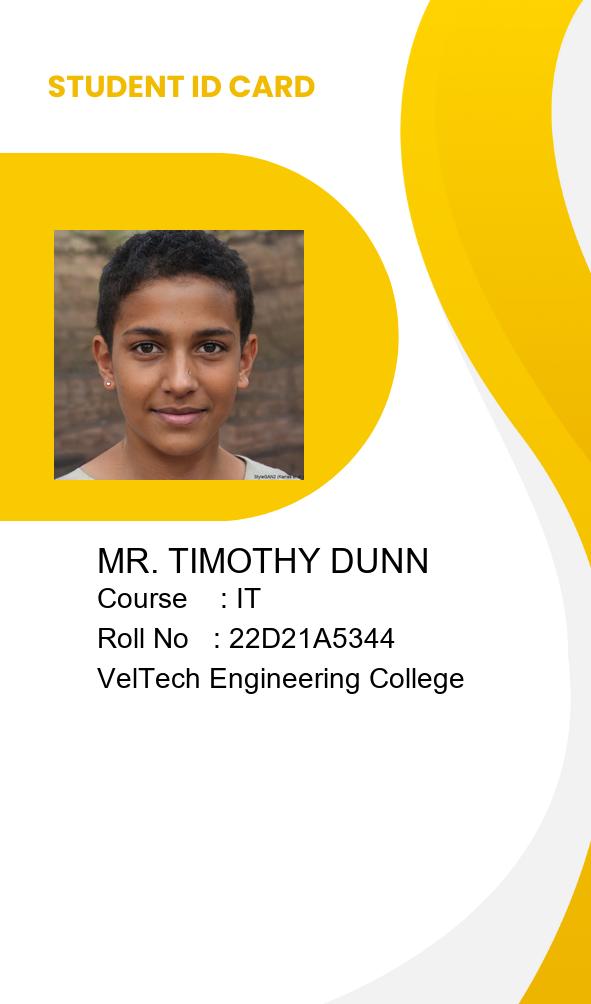 STUDENT ID CARD
MR. TIMOTHY DUNN
Course : IT
Roll No : 22D21A5344
VelTech Engineering College